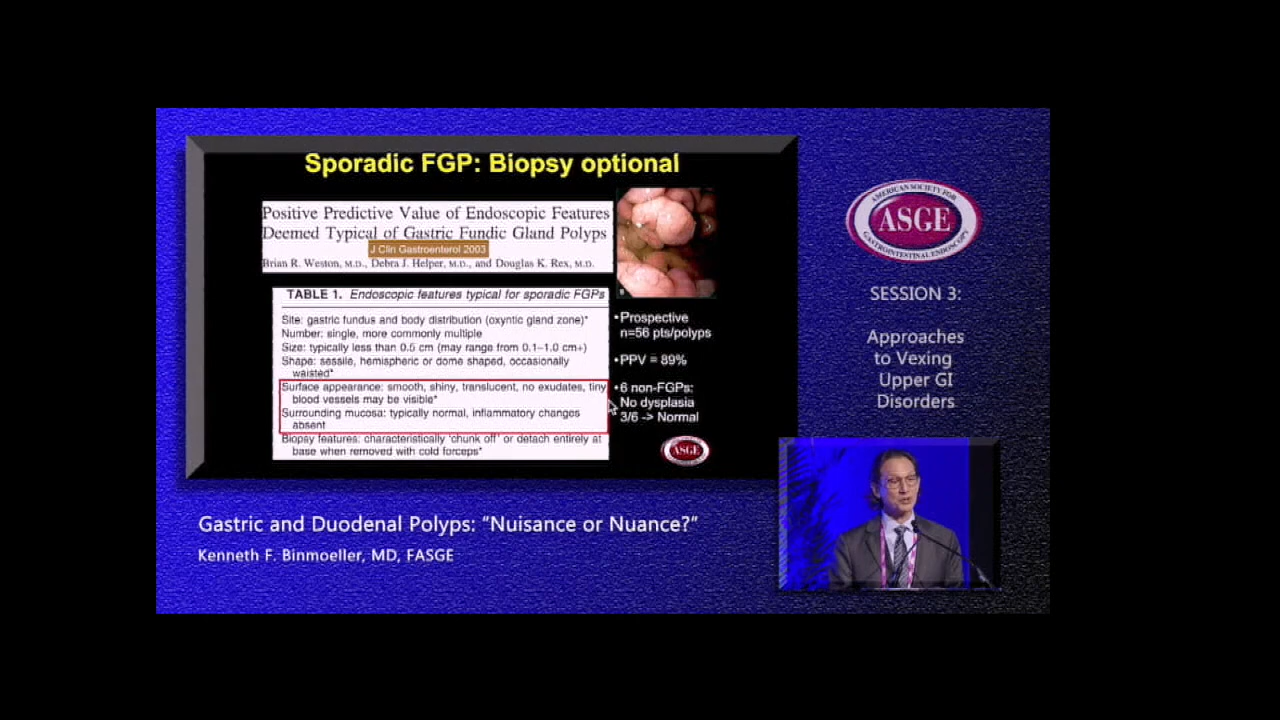 Sporadic FGP: Biopsy optional
Positive Predictive Value of Endoscopic Features
Deemed Typical of Gastric Fundic Gland Polyps
J Clin Gastroenterol 2003
Brian R. Weston, M.D., Debra J. Helper, M.D., and Douglas K. Rex, M.D.
TABLE 1. Endoscopic features typical for sporadic FGPs
Site: gastric fundus and body distribution (oxyntic gland zone)*
Number: single, more commonly multiple
Size: typically less than 0.5 cm (may range from 0.1–1.0 cm+)
Shape: sessile, hemispheric or dome shaped, occasionally
waisted*
Surface appearance: smooth, shiny, translucent, no exudates, tiny
blood vessels may be visible*
Surrounding mucosa: typically normal, inflammatory changes
absent
Biopsy features: characteristically ‘chunk off’ or detach entirely at
base when removed with cold forceps*
•Prospective
n=56 pts/polyps
•PPV = 89%
•6 non-FGPs:
No dysplasia
3/6 -> Normal
ASGE
AMERICAN SOCIETY FOR
ASGE
GASTROINTESTINAL ENDOSCOPY
SESSION 3:
Approaches
to Vexing
Upper GI
Disorders
Gastric and Duodenal Polyps: “Nuisance or Nuance?”
Kenneth F. Binmoeller, MD, FASGE